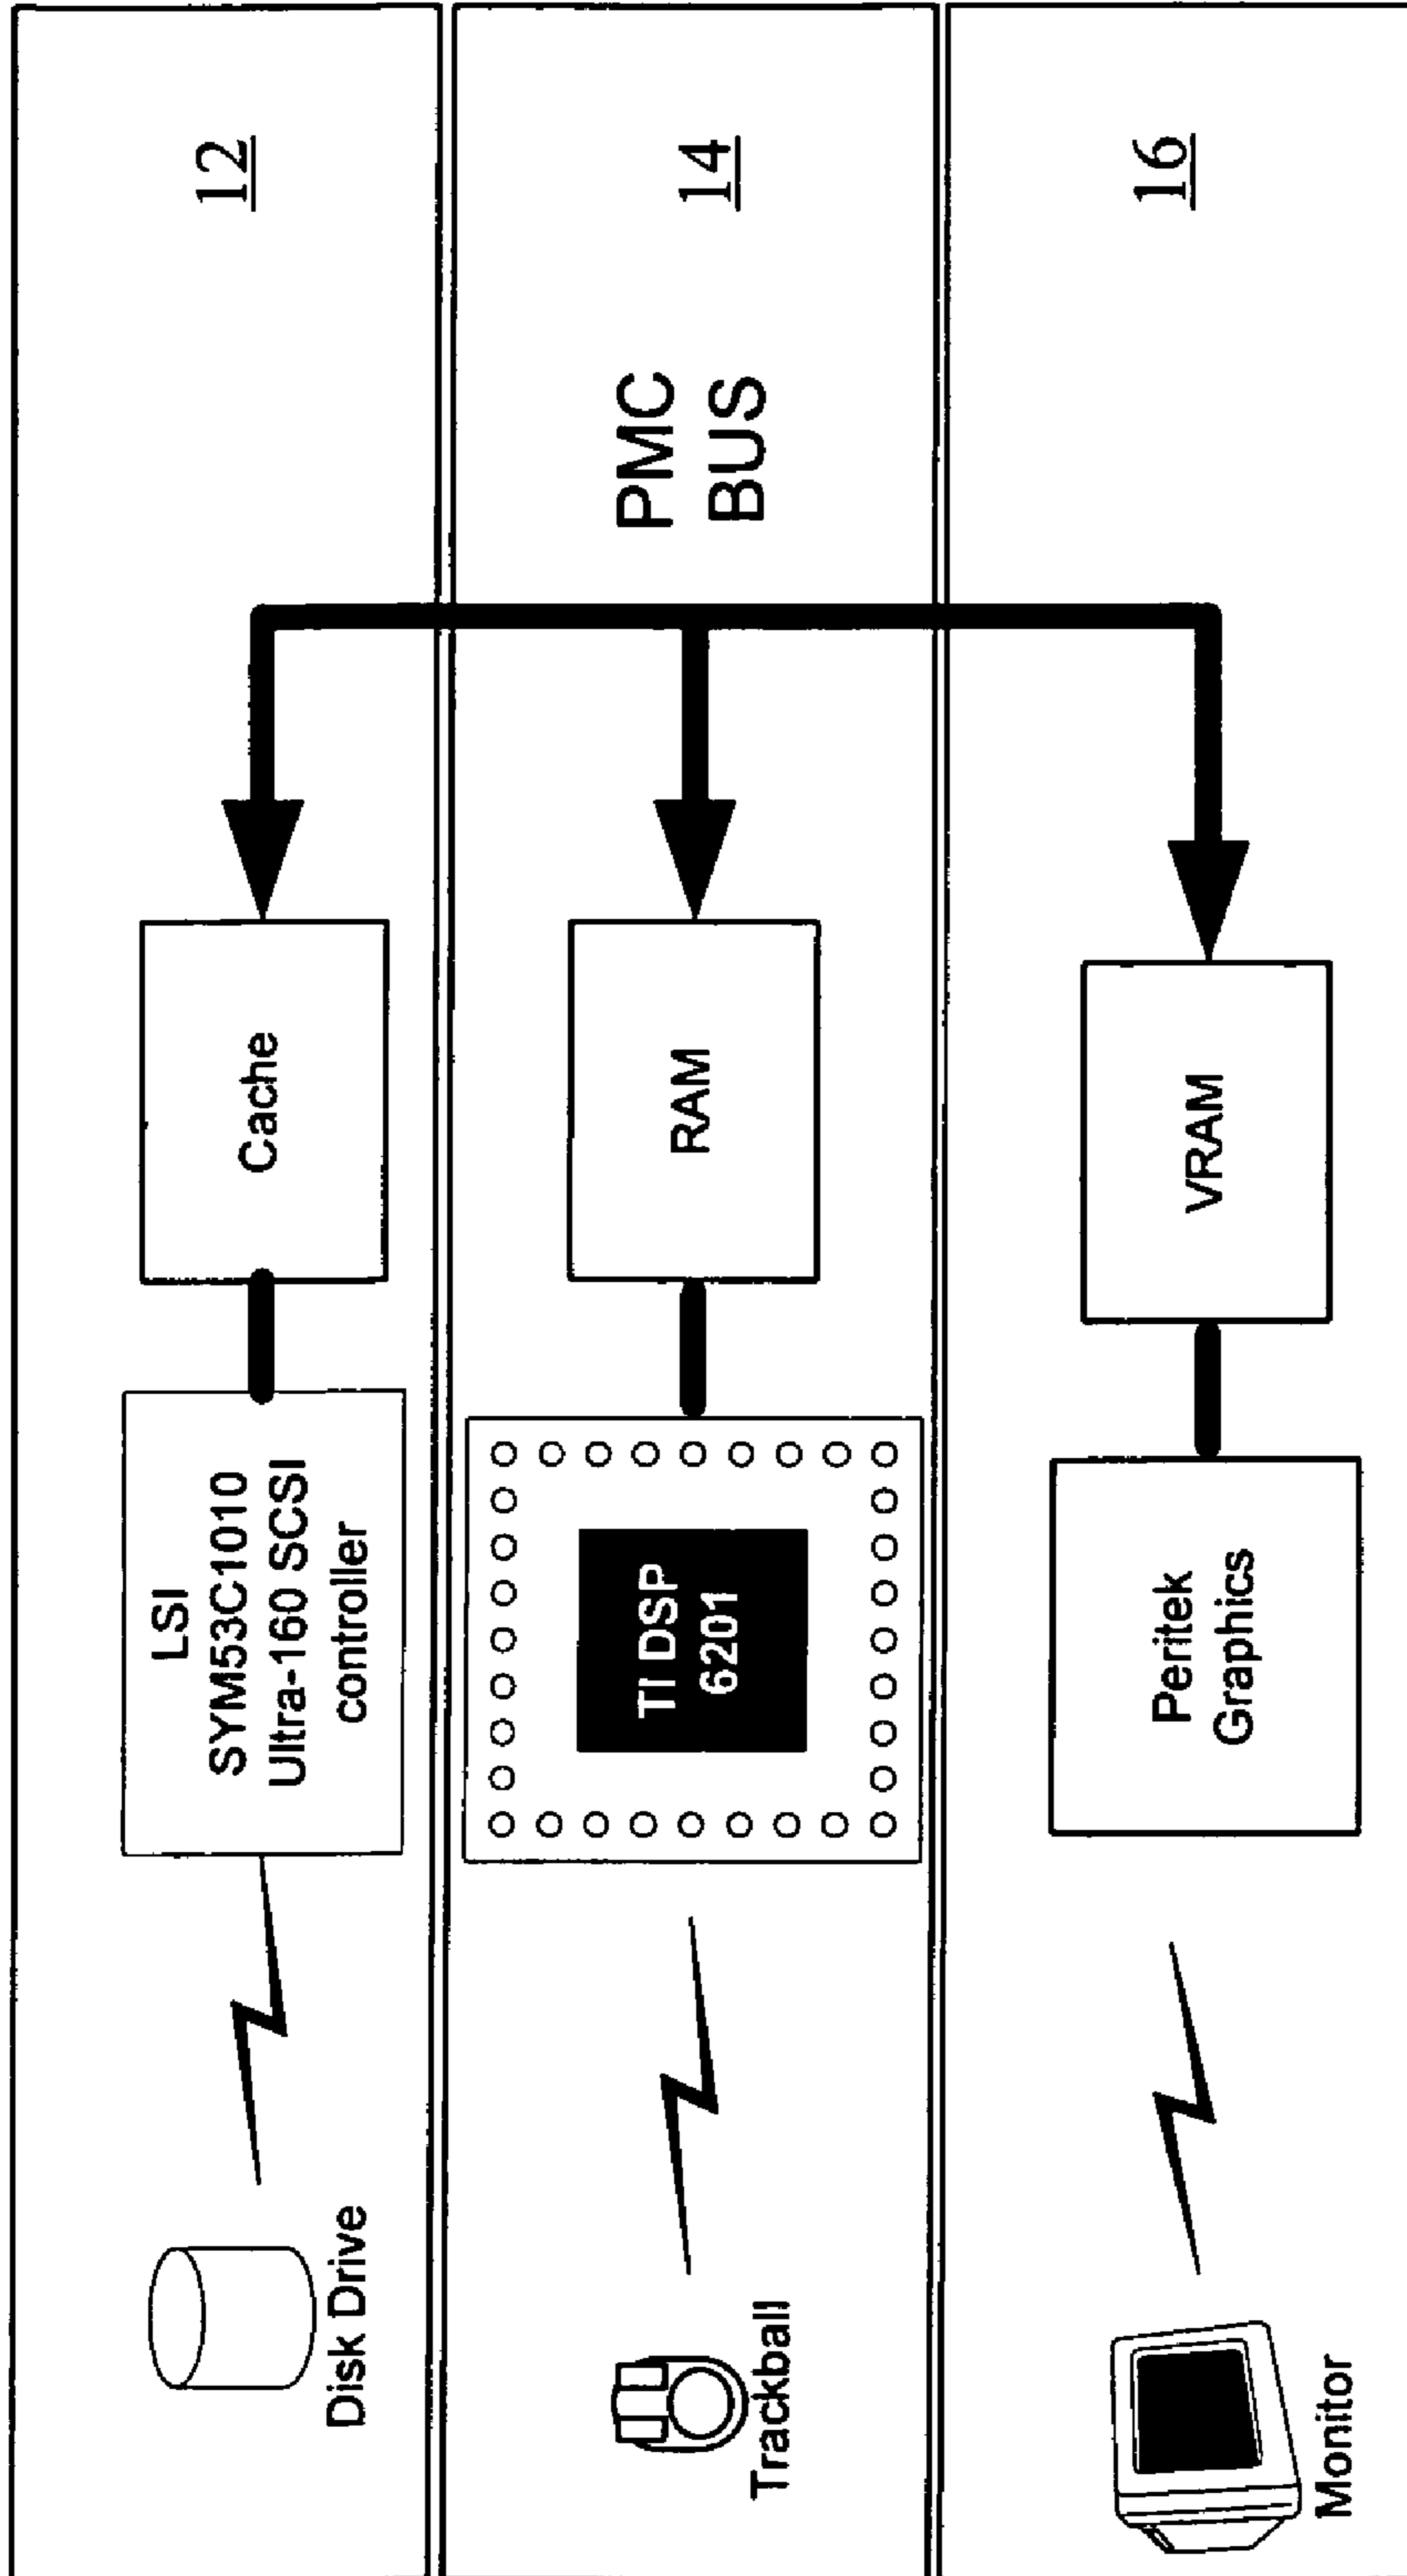 Disk Drive
LSI
SYM53C1010
Ultra-160 SCSI
controller
Cache
12
Trackball
TI DSP
6201
RAM
PMC
BUS
14
Monitor
Peritek
Graphics
VRAM
16